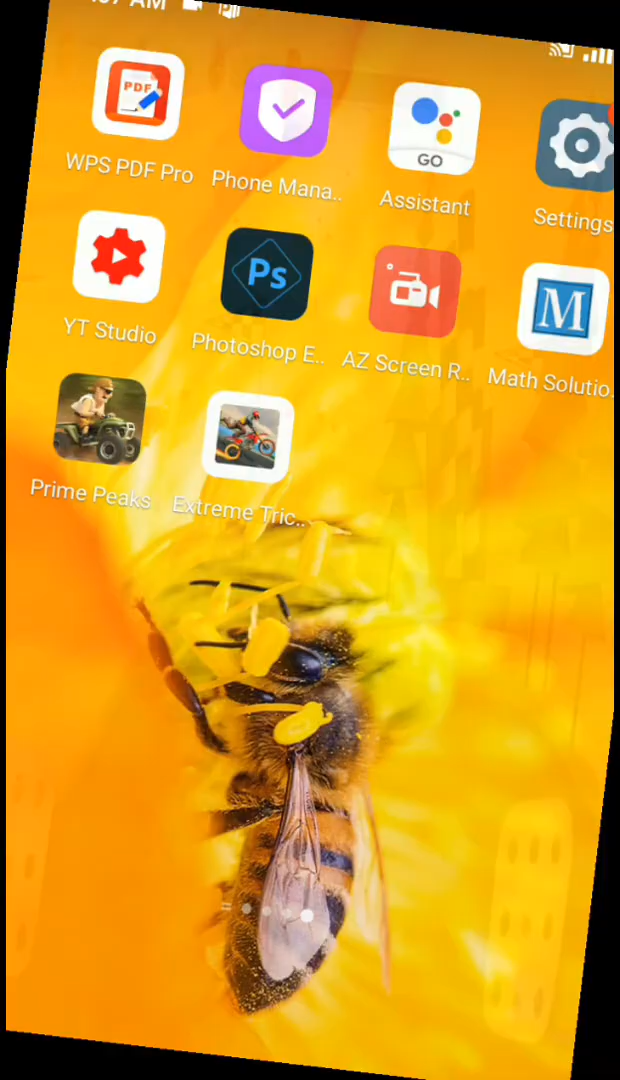 AM
PDF
GO
WPS PDF Pro
Phone Mana..
Assistant
Settings
Ps
M
YT Studio
Photoshop E..
AZ Screen R..
Math Solutio
Prime Peaks
Extreme Tric..